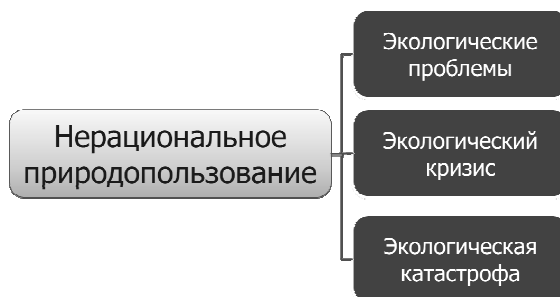 Экологические
проблемы
Нерациональное
природопользование
Экологический
кризис
Экологическая
катастрофа